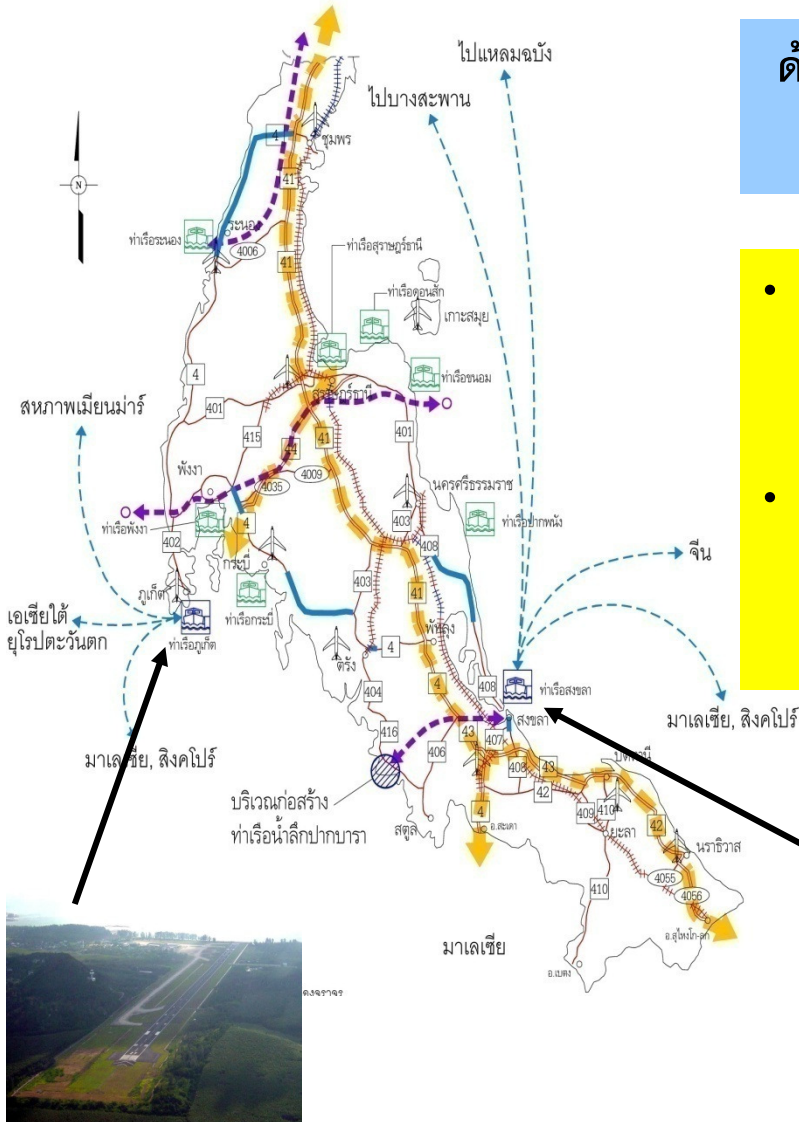 ไปแหลมฉบัง
ไปบางสะพาน
ด้
N
4
ชุมพร
41
ระนอง
ท่าเรือระนอง
4006
41
ท่าเรือสุราษฎร์ธานี
ท่าเรือดอนสัก
เกาะสมุย
ท่าเรือขนอม
4
401
415
สุราษฎร์ธานี
41
401
44
สหภาพเมียนม่าร์
พังงา
4035
4009
นครศรีธรรมราช
403
408
ท่าเรือปากพนัง
ท่าเรือพังงา
4
402
กระบี่
403
41
จีน
ภูเก็ต
ท่าเรือกระบี่
เอเซียใต้
ยุโรปตะวันตก
ท่าเรือภูเก็ต
ตรัง
4
พัทลุง
404
4
408
ท่าเรือสงขลา
สงขลา
มาเลเซีย, สิงคโปร์
มาเลเซีย, สิงคโปร์
416
406
43
407
408
43
42
ปัตตานี
409
410
ยะลา
42
นราธิวาส
บริเวณก่อสร้าง
ท่าเรือน้ำลึกปากบารา
สตูล
4
อ.สะเดา
4055
4056
410
อ.สุไหงโก-ลก
มาเลเซีย
อ.เบตง